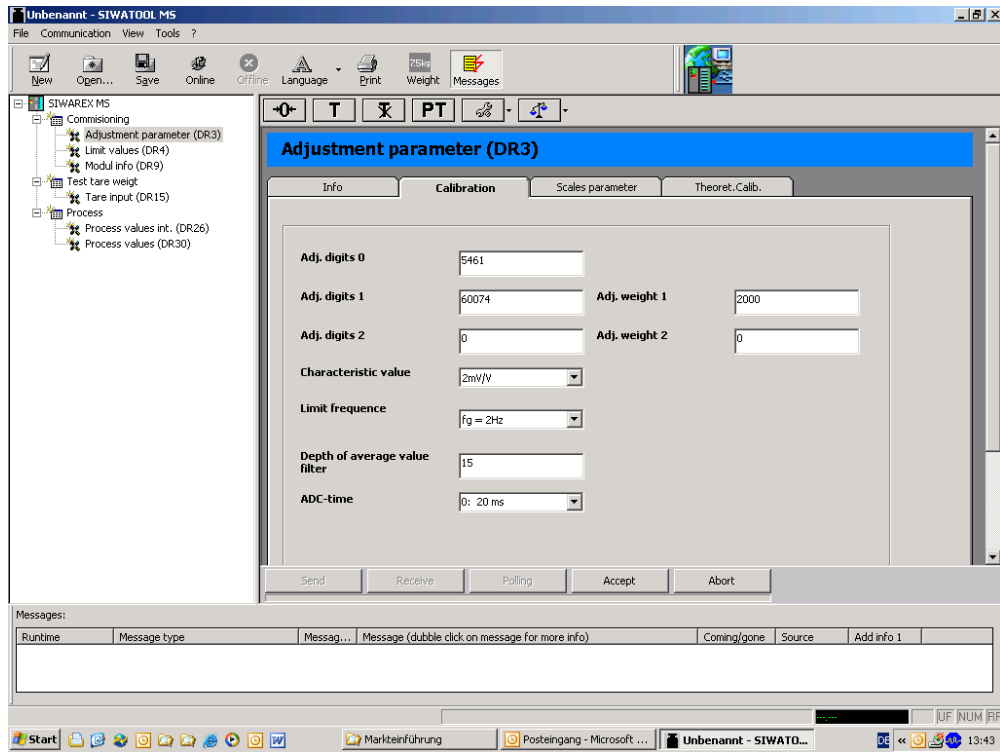 Unbenannt - SIWATOOL MS
File Communication View Tools ?
New Open... Save Online Offline Language Print 7.5kg Weight Messages
SIWAREX MS
Commisioning
Adjustment parameter (DR3)
Limit values (DR4)
Modul info (DR9)
Test tare weigt
Tare input (DR15)
Process
Process values int. (DR26)
Process values (DR30)
→0← T T PT
Adjustment parameter (DR3)
Info Calibration Scales parameter Theoret.Calib.
Adj. digits 0 5461
Adj. digits 1 60074 Adj. weight 1 2000
Adj. digits 2 0 Adj. weight 2 0
Characteristic value 2mV/V
Limit frequence fg = 2Hz
Depth of average value
filter 15
ADC-time 0: 20 ms
Send Receive Polling Accept Abort
Messages:
Runtime Message type Messag... Message (dubble click on message for more info) Coming/gone Source Add info 1
---,--- UF NUM RF
Start Markteinführung Posteingang - Microsoft ... Unbenannt - SIWATO... DE « 13:43